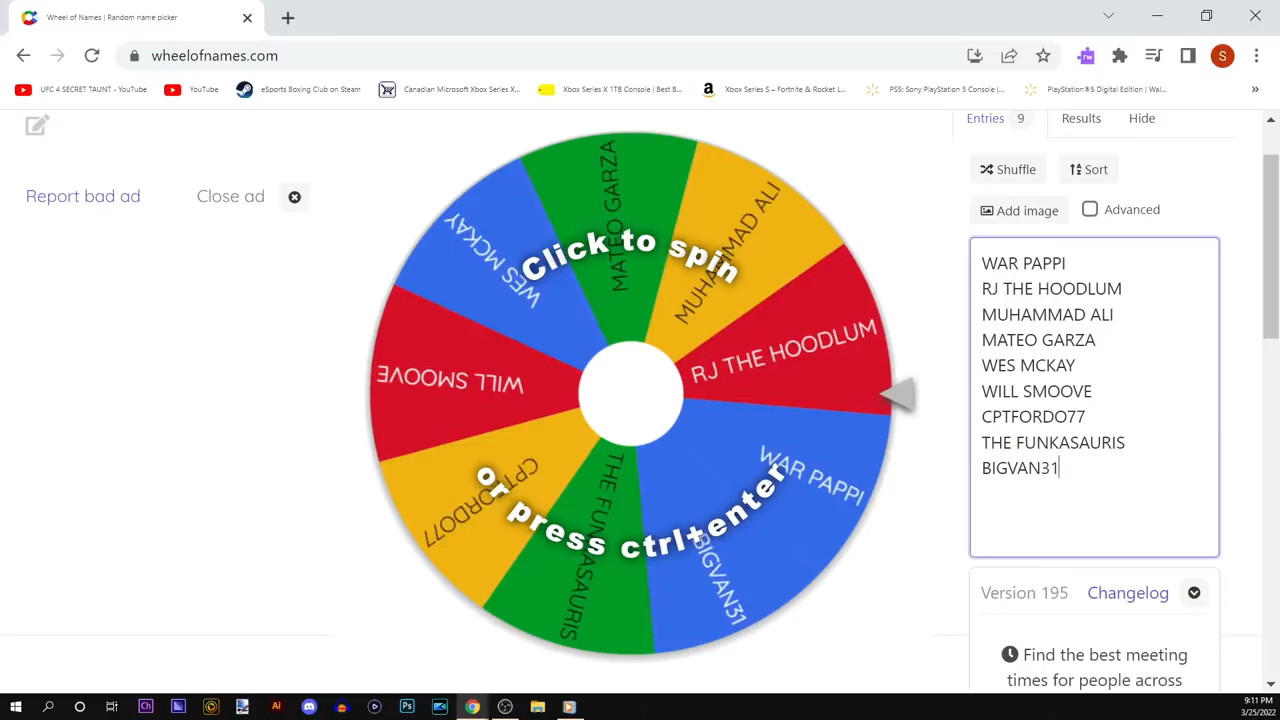 Wheel of Names | Random name picker
wheelofnames.com
S
UFC 4 SECRET TAUNT - YouTube
YouTube
eSports Boxing Club on Steam
Canadian Microsoft Xbox Series X...
Xbox Series X 1TB Console | Best B...
Xbox Series S – Fortnite & Rocket L...
PS5: Sony PlayStation 5 Console |...
PlayStation®5 Digital Edition | Wal...
Entries 9
Results
Hide
Report bad ad
Close ad
Shuffle
Sort
Add image
Advanced
Click to spin
or press ctrl+enter
MATEO GARZA
MUHAMMAD ALI
RJ THE HOODLUM
WAR PAPPI
BIGVAN31
THE FUNKASAURIS
CPTFORDO77
WILL SMOOVE
WES MCKAY
WAR PAPPI
RJ THE HOODLUM
MUHAMMAD ALI
MATEO GARZA
WES MCKAY
WILL SMOOVE
CPTFORDO77
THE FUNKASAURIS
BIGVAN31
Version 195
Changelog
Find the best meeting
times for people across
Ch
Ai
Ps
9:11 PM
3/25/2022